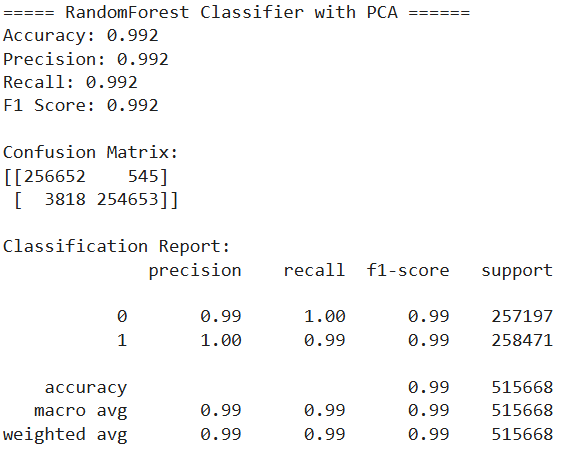 ===== RandomForest Classifier with PCA ======
Accuracy: 0.992
Precision: 0.992
Recall: 0.992
F1 Score: 0.992
Confusion Matrix:
[[256652    545]
 [  3818 254653]]
Classification Report:
              precision    recall  f1-score   support
           0       0.99      1.00      0.99    257197
           1       1.00      0.99      0.99    258471
    accuracy                           0.99    515668
   macro avg       0.99      0.99      0.99    515668
weighted avg       0.99      0.99      0.99    515668